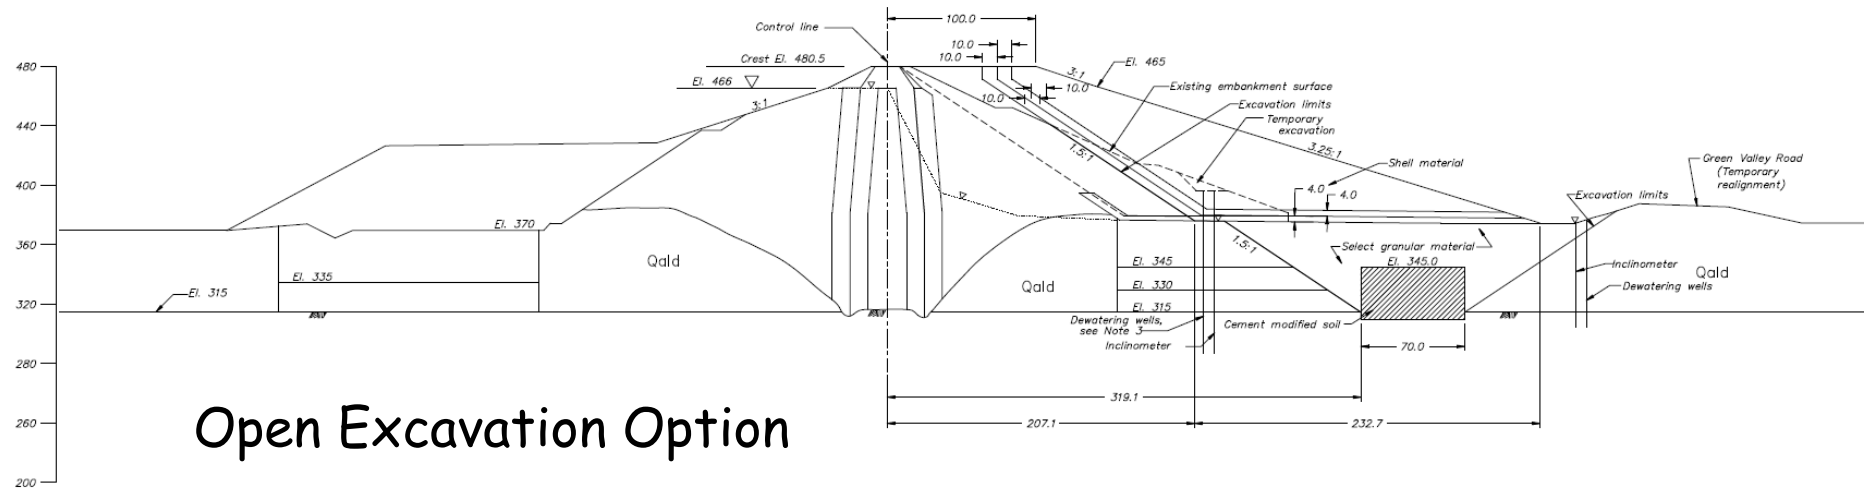 100.0
Control line
10.0
10.0
Crest El. 480.5
El. 465
3:1
480
El. 466
3:1
Existing embankment surface
10.0
10.0
Excavation limits
Temporary
excavation
440
1.5:1
3.25:1
Shell material
Green Valley Road
(Temporary
realignment)
400
4.0
4.0
Excavation limits
El. 370
360
1.5:1
Select granular material
Qald
El. 345
El. 345.0
Inclinometer
Qald
El. 335
Qald
El. 330
Dewatering wells
El. 315
320
El. 315
Dewatering wells,
see Note 3
Cement modified soil
Inclinometer
70.0
280
319.1
Open Excavation Option
260
207.1
232.7
200